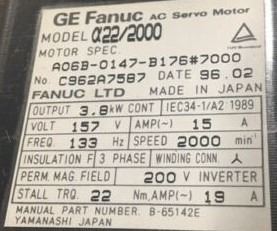 GE Fanuc AC Servo Motor
MODEL α22/2000
MOTOR SPEC.
A06B-0147-B176#7000
No. C962A7587 DATE 96.02
FANUC LTD MADE IN JAPAN
OUTPUT 3.8kW CONT IEC34-1/A2 1989
VOLT 157 V AMP(~) 15 A
FREQ 133 Hz SPEED 2000 min⁻¹
INSULATION F 3 PHASE WINDING CONN. Y
PERM. MAG. FIELD 200 V INVERTER
STALL TRQ. 22 Nm, AMP(~) 19 A
MANUAL PART NUMBER B-65142E
YAMANASHI JAPAN